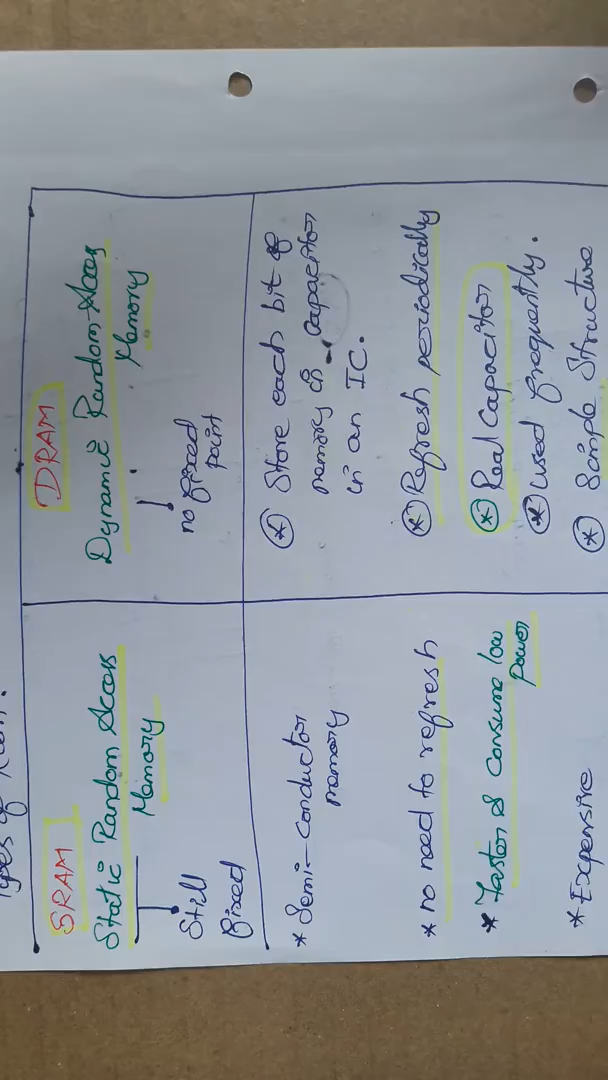 Types of RAM:
SRAM
Static Random Access
Memory
Still
fixed
DRAM
Dynamic Random Access
Memory
no fixed
point
* Semi-conductor
memory
* no need to refresh
* Faster & Consume low
power
* Expensive
* Store each bit of
memory in Capacitor
in an IC.
* Refresh periodically
* Real Capacitor
* used frequently.
* Simple Structure